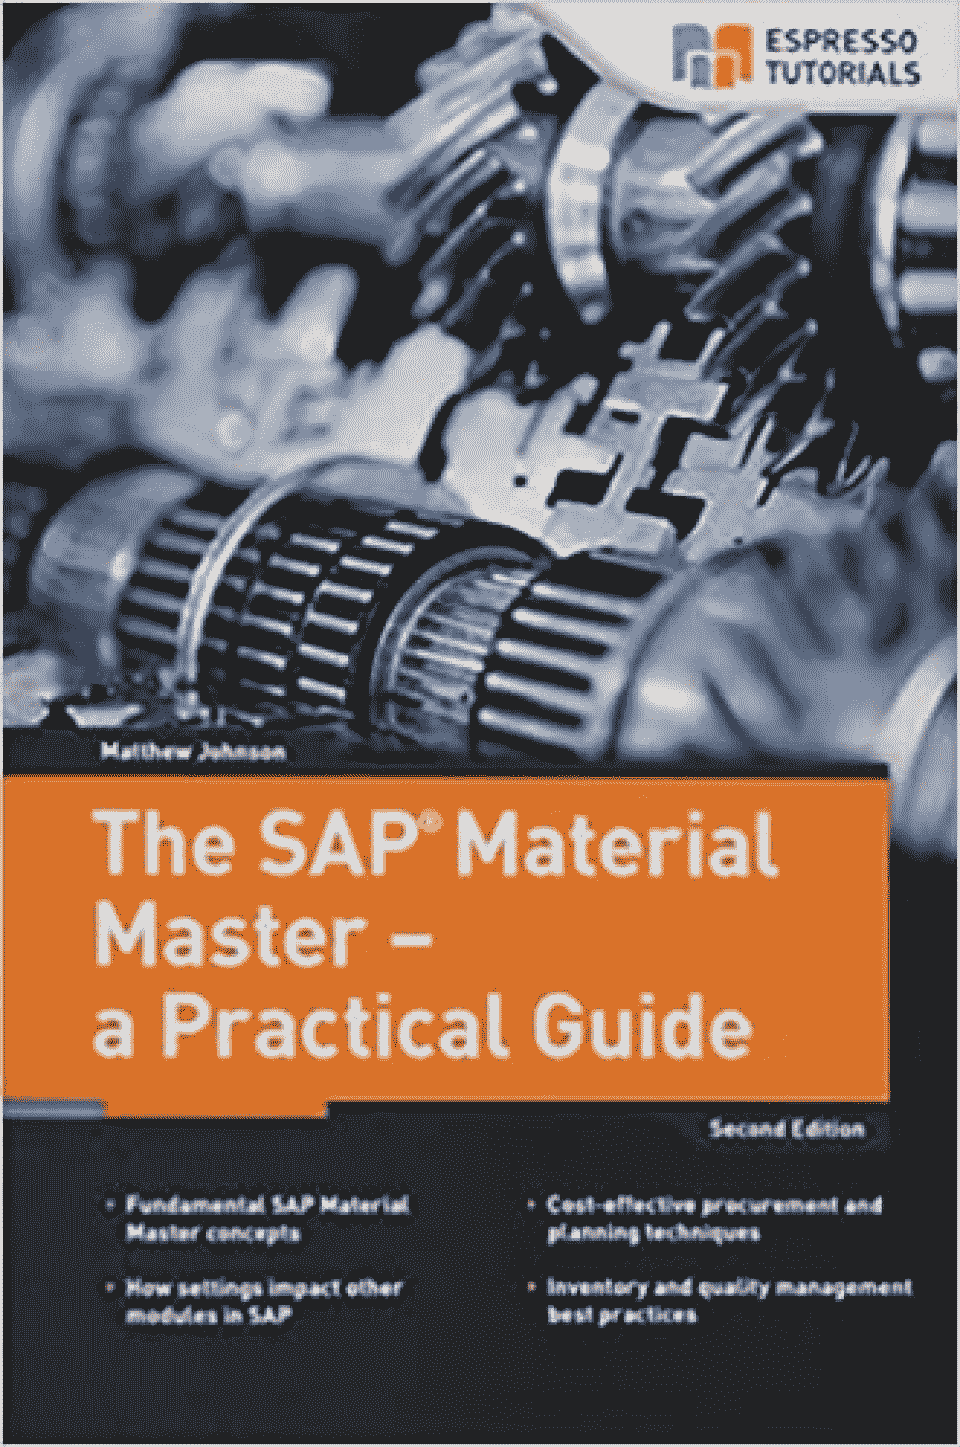 ESPRESSO
TUTORIALS
Matthew Johnson
The SAP® Material
Master –
a Practical Guide
Second Edition
• Fundamental SAP Material
Master concepts
• How settings impact other
modules in SAP
• Cost-effective procurement and
planning techniques
• Inventory and quality management
best practices